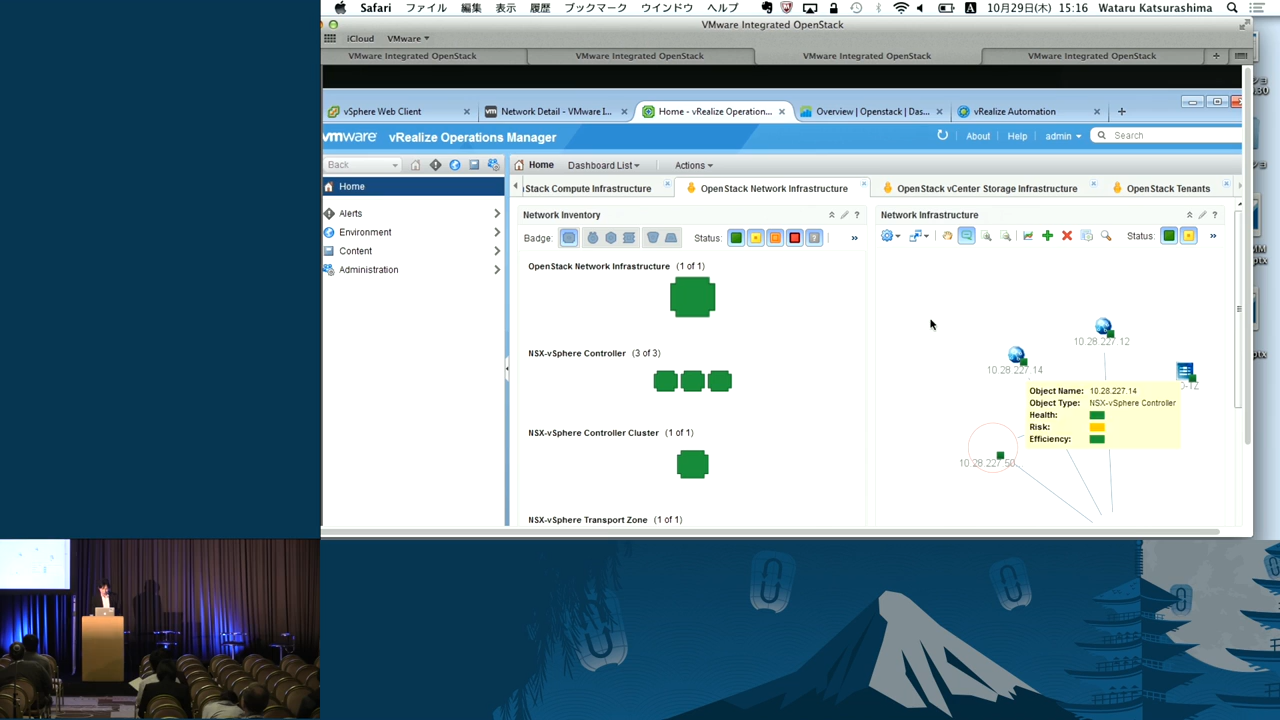 Safari ファイル 編集 表示 履歴 ブックマーク ウインドウ ヘルプ 10月29日(木) 15:16 Wataru Katsurashima
VMware Integrated OpenStack
iCloud VMware
VMware Integrated OpenStack VMware Integrated OpenStack VMware Integrated OpenStack VMware Integrated OpenStack
vSphere Web Client Network Detail - VMware I... Home - vRealize Operation... Overview | Openstack | Das... vRealize Automation
vmware vRealize Operations Manager About Help admin Search
Back Home Dashboard List Actions
Home
Stack Compute Infrastructure OpenStack Network Infrastructure OpenStack vCenter Storage Infrastructure OpenStack Tenants
Alerts
Environment
Content
Administration
Network Inventory
Badge: Status: »
OpenStack Network Infrastructure (1 of 1)
NSX-vSphere Controller (3 of 3)
NSX-vSphere Controller Cluster (1 of 1)
NSX-vSphere Transport Zone (1 of 1)
Network Infrastructure
Status: »
10.28.227.12
10.28.227.14
Object Name: 10.28.227.14
Object Type: NSX-vSphere Controller
Health:
Risk:
Efficiency:
10.28.227.50